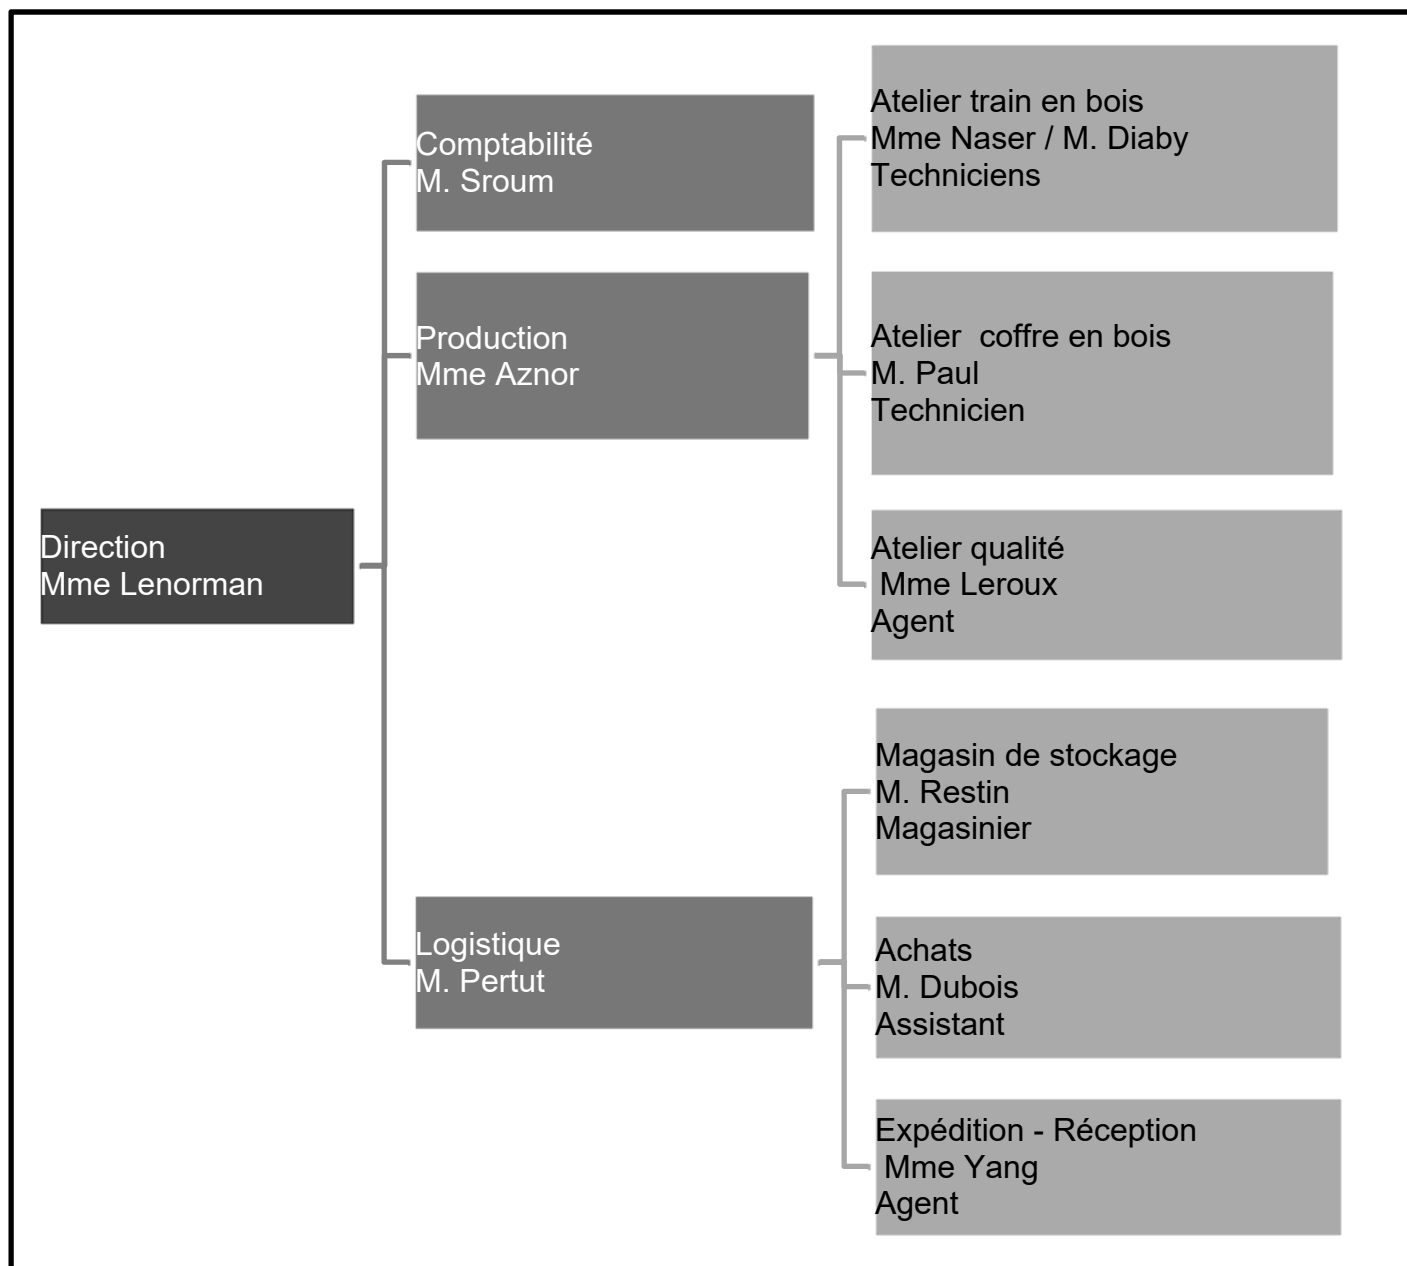 Direction
Mme Lenorman
Comptabilité
M. Sroum
Production
Mme Aznor
Logistique
M. Pertut
Atelier train en bois
Mme Naser / M. Diaby
Techniciens
Atelier  coffre en bois
M. Paul
Technicien
Atelier qualité
Mme Leroux
Agent
Magasin de stockage
M. Restin
Magasinier
Achats
M. Dubois
Assistant
Expédition - Réception
Mme Yang
Agent